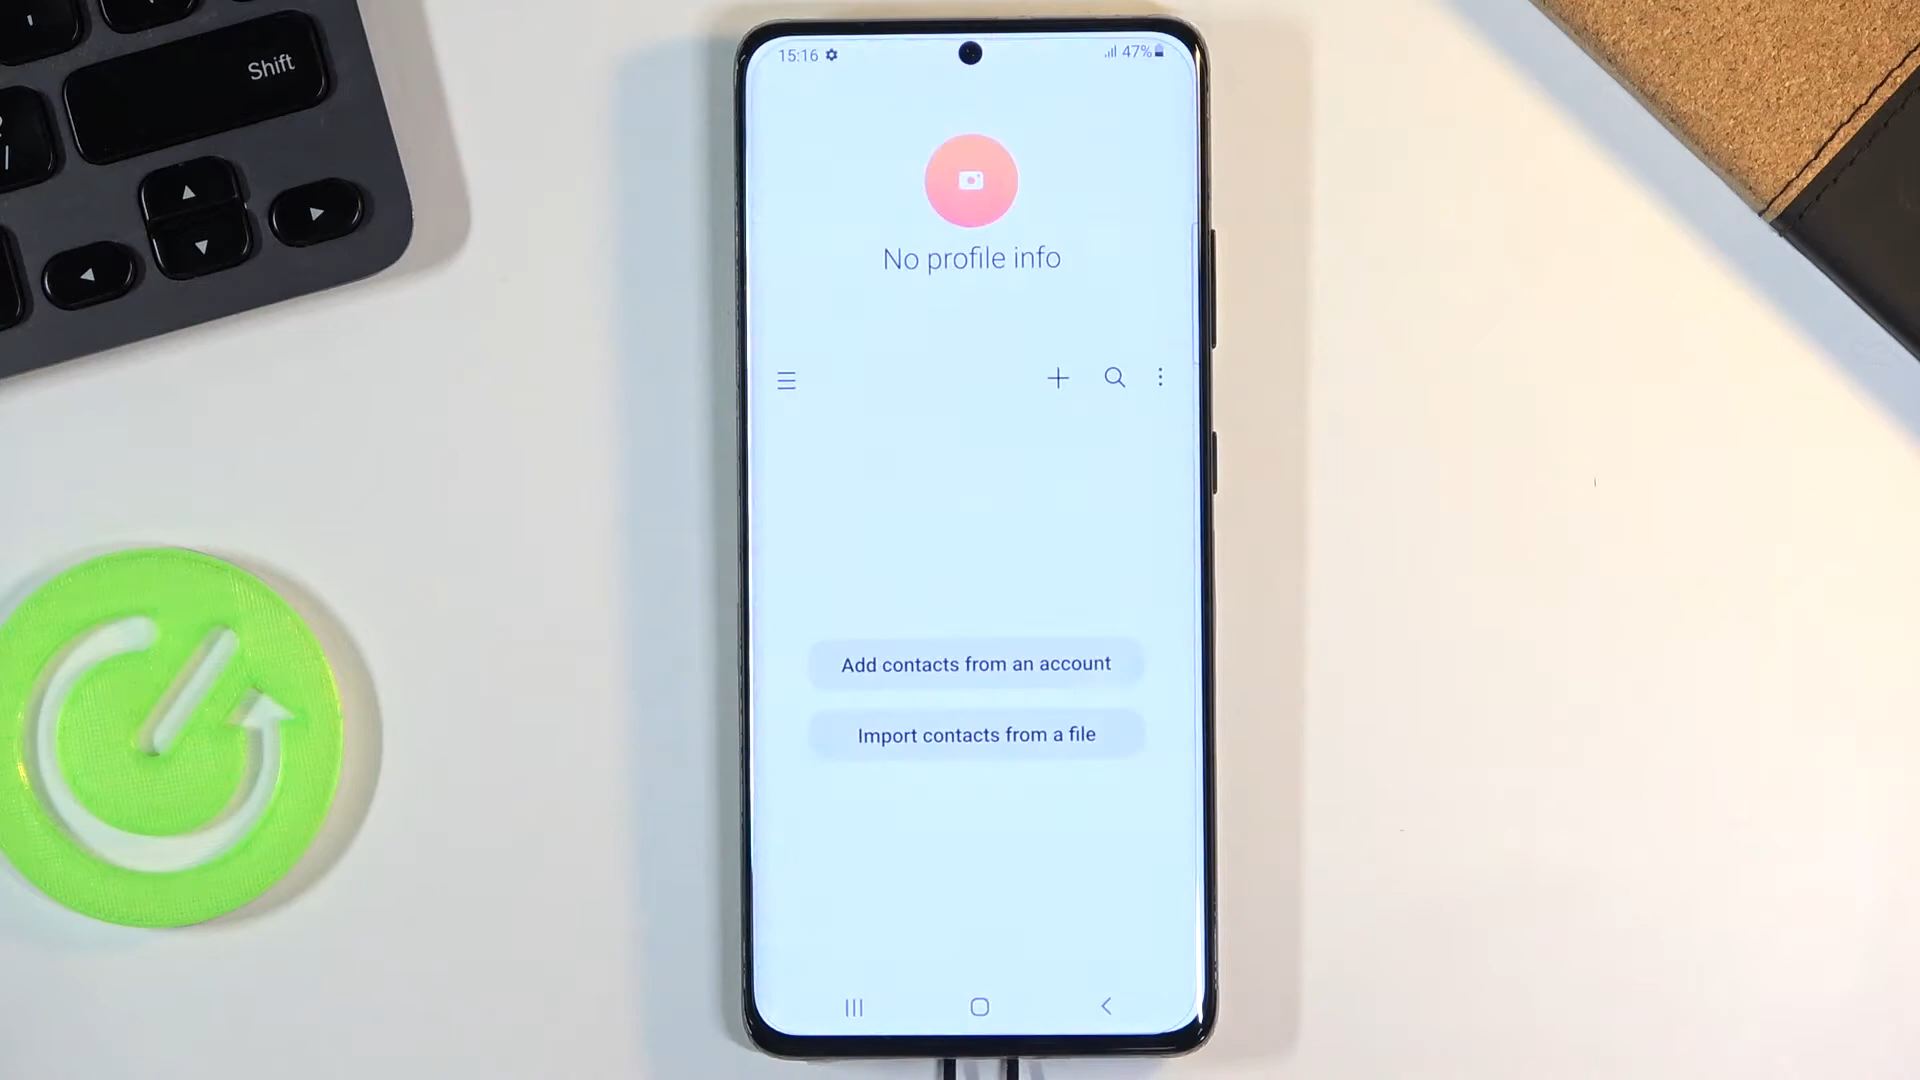 Shift
?
/
15:16
47%
No profile info
Add contacts from an account
Import contacts from a file